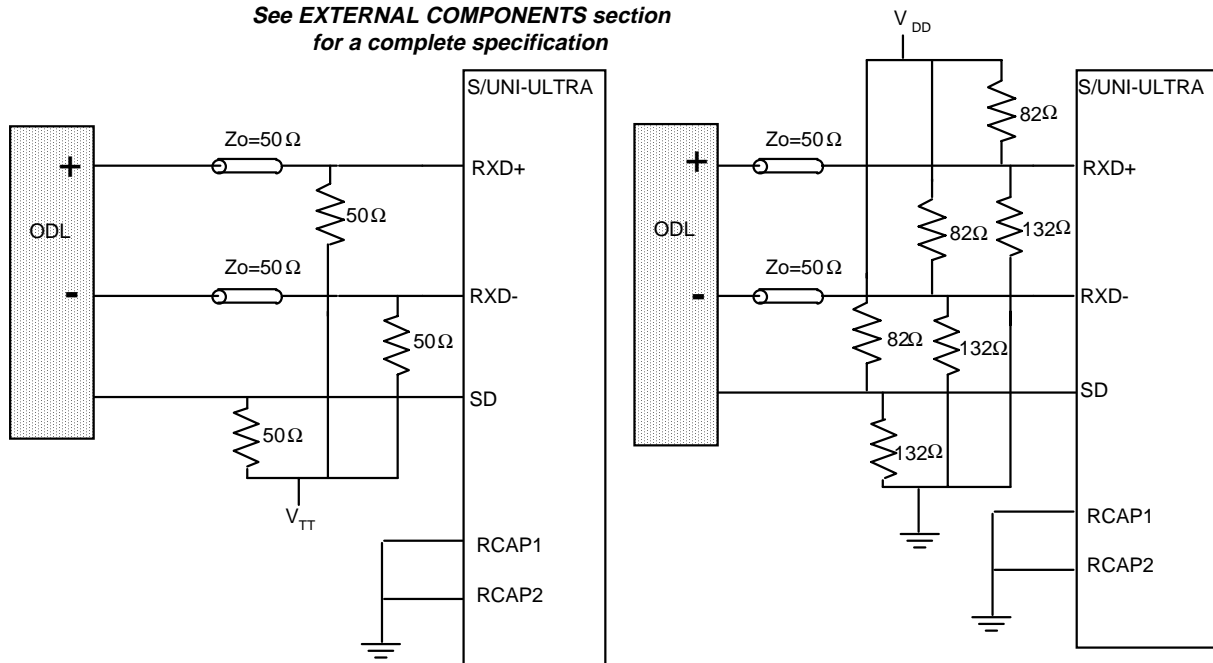 See EXTERNAL COMPONENTS section
for a complete specification
S/UNI-ULTRA
ODL
+
-
Zo=50Ω
Zo=50Ω
50Ω
50Ω
50Ω
RXD+
RXD-
SD
VTT
RCAP1
RCAP2
VDD
S/UNI-ULTRA
ODL
+
-
Zo=50Ω
Zo=50Ω
82Ω
82Ω
132Ω
82Ω
132Ω
132Ω
RXD+
RXD-
SD
RCAP1
RCAP2